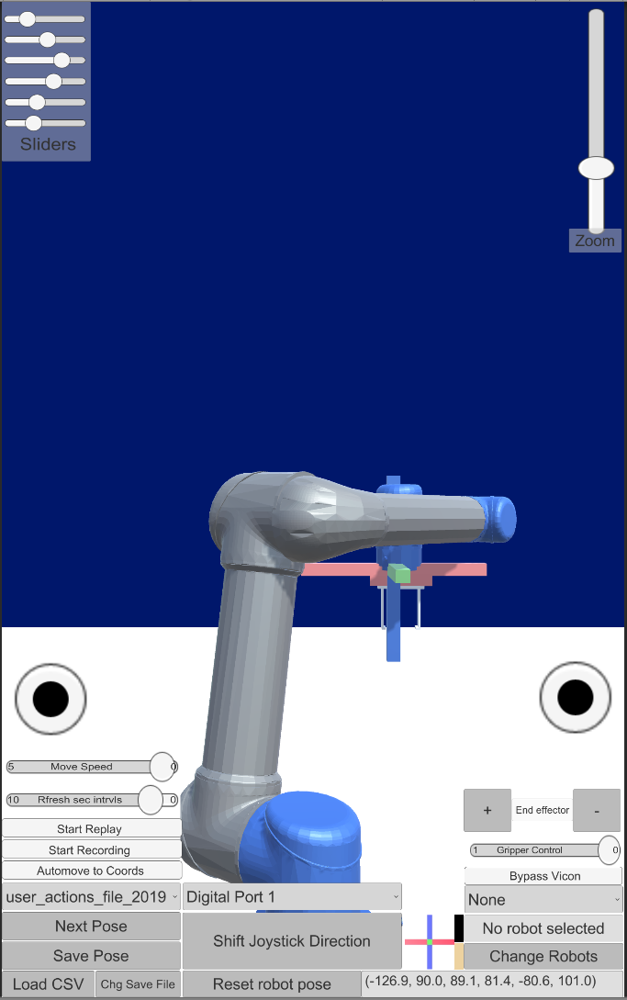 Sliders
Zoom
5 Move Speed 0
10 Rfresh sec intrvls 0
Start Replay
Start Recording
Automove to Coords
+ End effector -
1 Gripper Control 0
Bypass Vicon
user_actions_file_2019
Digital Port 1
None
Next Pose
Save Pose
Shift Joystick Direction
No robot selected
Change Robots
Load CSV
Chg Save File
Reset robot pose
(-126.9, 90.0, 89.1, 81.4, -80.6, 101.0)